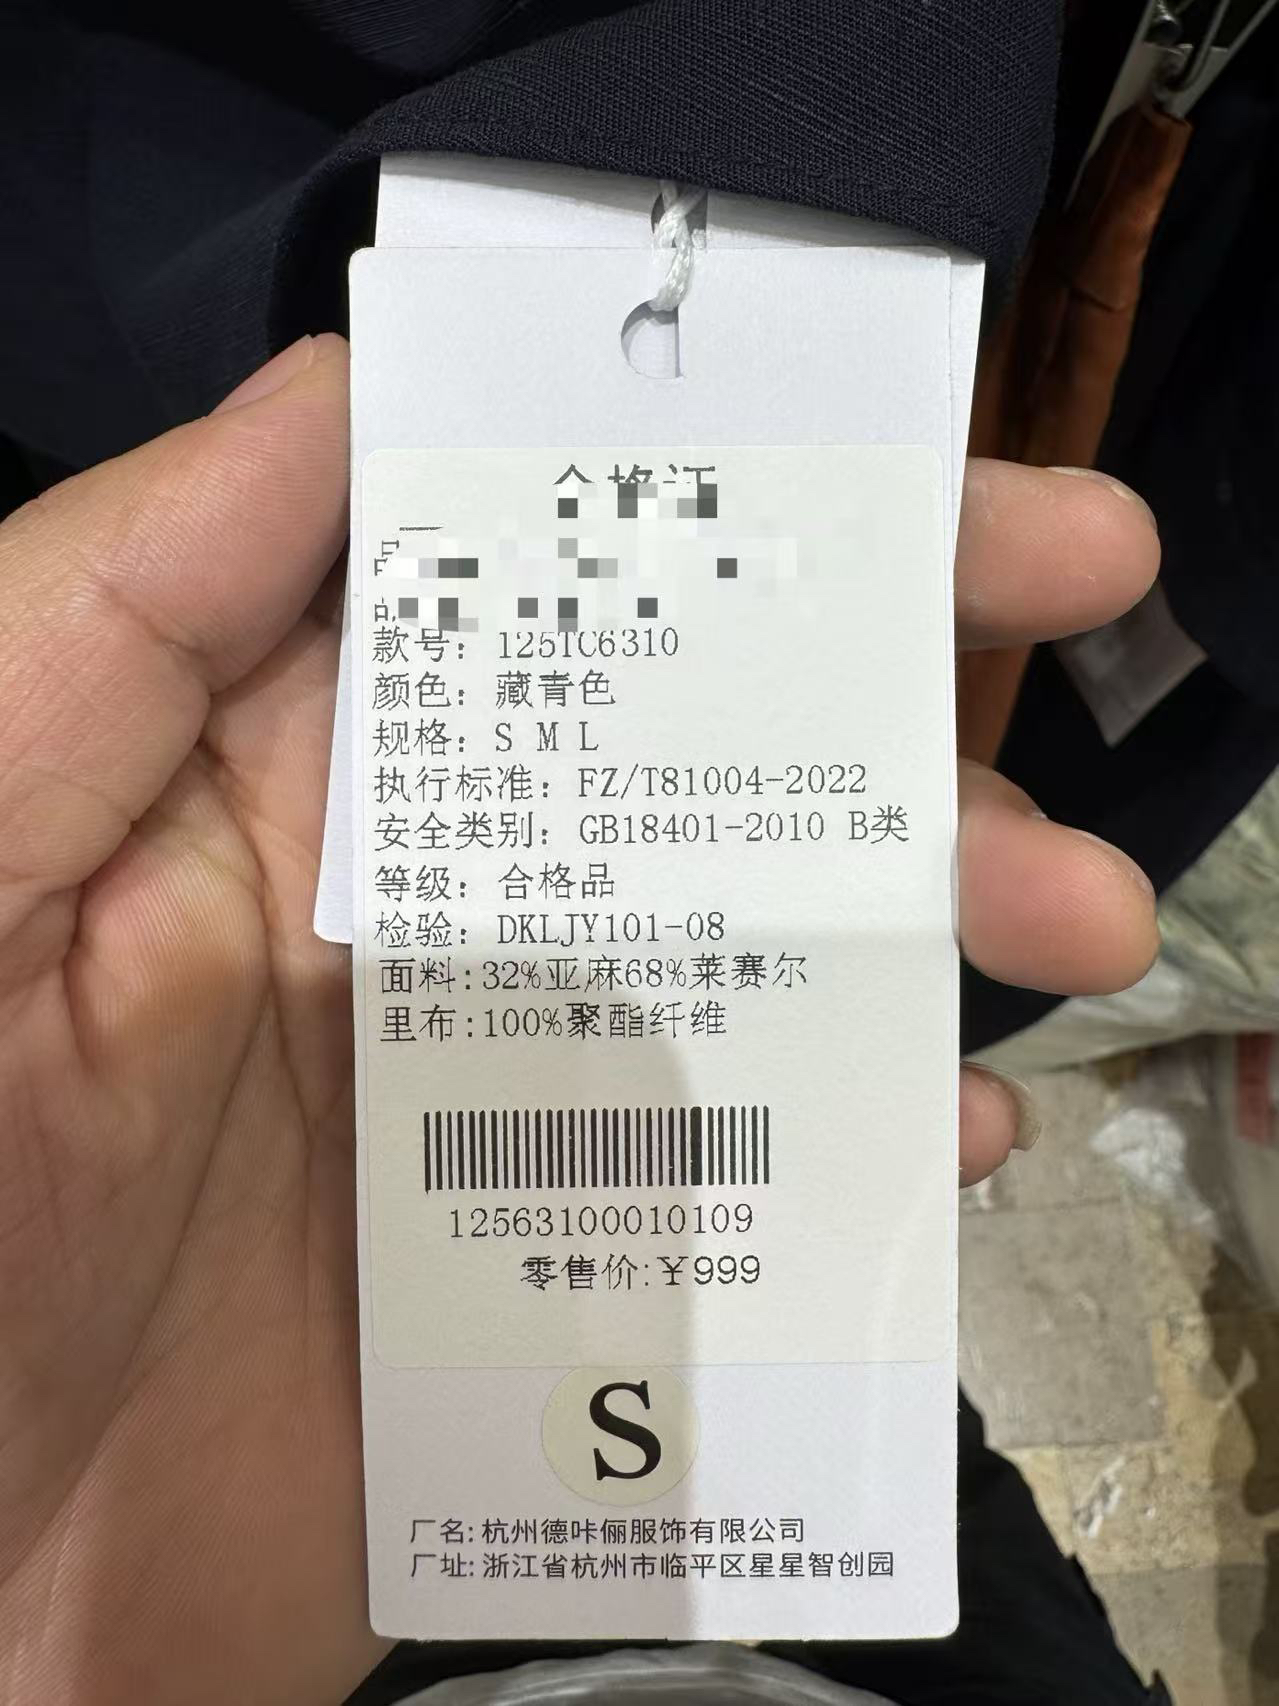 合格证
款号: 125TC6310
颜色: 藏青色
规格: S M L
执行标准: FZ/T81004-2022
安全类别: GB18401-2010 B类
等级: 合格品
检验: DKLJY101-08
面料:32%亚麻68%莱赛尔
里布:100%聚酯纤维
12563100010109
零售价:¥999
S
厂名: 杭州德咔俪服饰有限公司
厂址: 浙江省杭州市临平区星星智创园